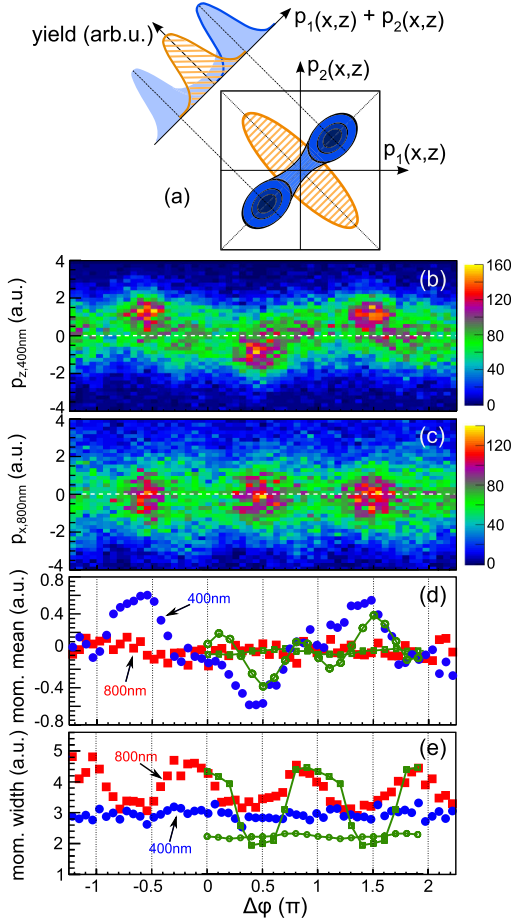 yield (arb.u.)
p₁(x,z) + p₂(x,z)
p₂(x,z)
p₁(x,z)
(a)
p_z,400nm (a.u.)
4
2
0
-2
-4
(b)
160
120
80
40
0
p_x,800nm (a.u.)
4
2
0
-2
-4
(c)
120
80
40
0
mom. mean (a.u.)
0.8
0.4
0
-0.4
-0.8
(d)
400nm
800nm
mom. width (a.u.)
5
4
3
2
1
(e)
800nm
400nm
-1 -0.5 0 0.5 1 1.5 2
Δφ (π)